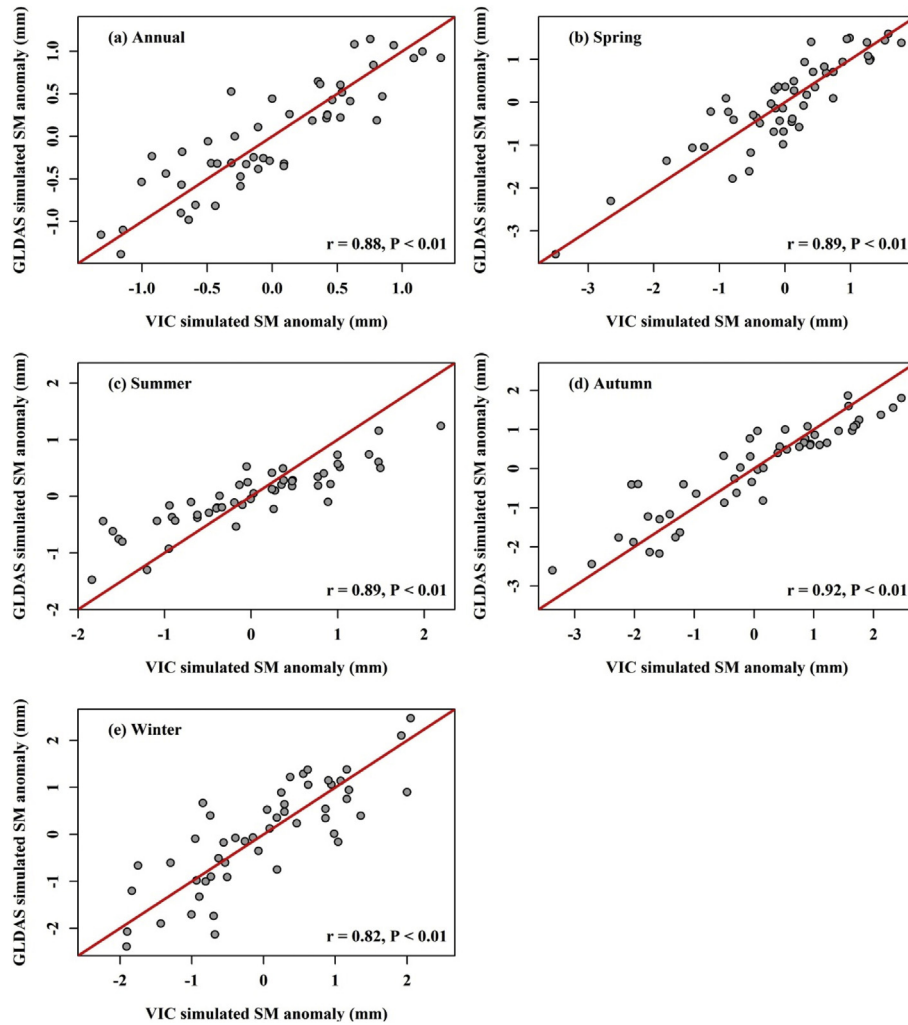 (a) Annual
GLDAS simulated SM anomaly (mm)
1.0
0.5
0.0
-0.5
-1.0
r = 0.88, P < 0.01
-1.0 -0.5 0.0 0.5 1.0
VIC simulated SM anomaly (mm)
(b) Spring
GLDAS simulated SM anomaly (mm)
1
0
-1
-2
-3
r = 0.89, P < 0.01
-3 -2 -1 0 1
VIC simulated SM anomaly (mm)
(c) Summer
GLDAS simulated SM anomaly (mm)
2
1
0
-1
-2
r = 0.89, P < 0.01
-2 -1 0 1 2
VIC simulated SM anomaly (mm)
(d) Autumn
GLDAS simulated SM anomaly (mm)
2
1
0
-1
-2
-3
r = 0.92, P < 0.01
-3 -2 -1 0 1 2
VIC simulated SM anomaly (mm)
(e) Winter
GLDAS simulated SM anomaly (mm)
2
1
0
-1
-2
r = 0.82, P < 0.01
-2 -1 0 1 2
VIC simulated SM anomaly (mm)